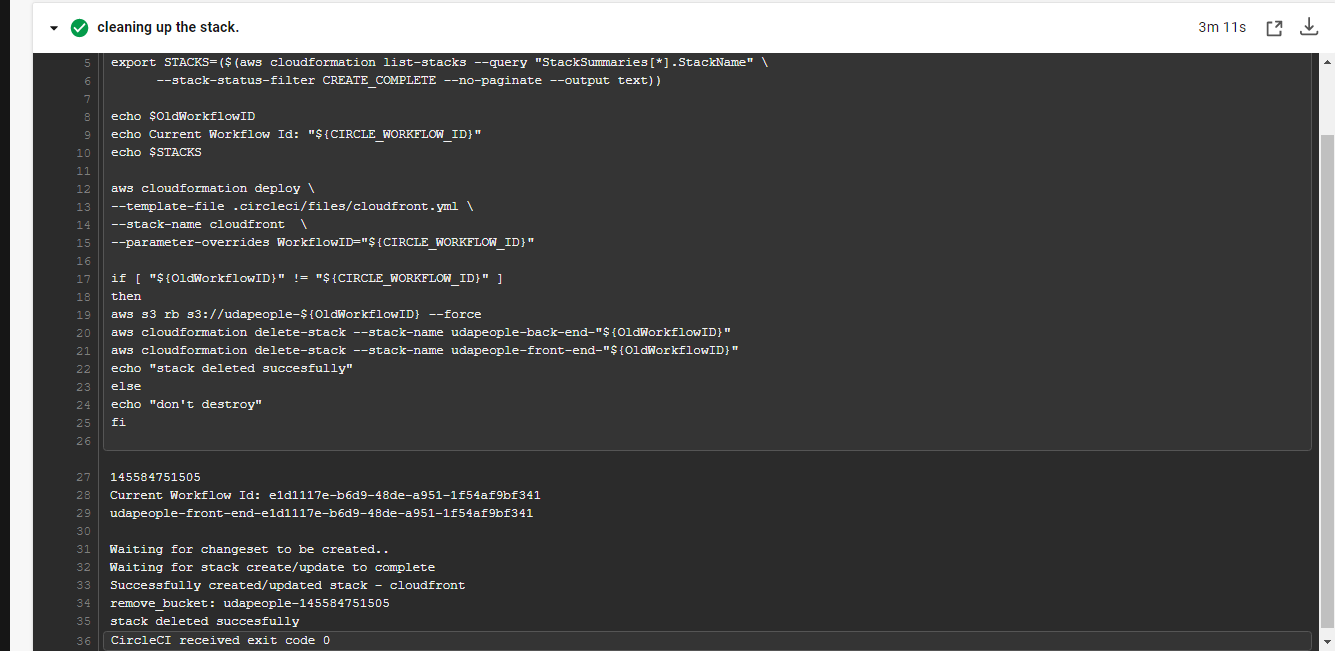 cleaning up the stack.
3m 11s
5 export STACKS=($(aws cloudformation list-stacks --query "StackSummaries[*].StackName" \
6 --stack-status-filter CREATE_COMPLETE --no-paginate --output text))
7
8 echo $OldWorkflowID
9 echo Current Workflow Id: "${CIRCLE_WORKFLOW_ID}"
10 echo $STACKS
11
12 aws cloudformation deploy \
13 --template-file .circleci/files/cloudfront.yml \
14 --stack-name cloudfront \
15 --parameter-overrides WorkflowID="${CIRCLE_WORKFLOW_ID}"
16
17 if [ "${OldWorkflowID}" != "${CIRCLE_WORKFLOW_ID}" ]
18 then
19 aws s3 rb s3://udapeople-${OldWorkflowID} --force
20 aws cloudformation delete-stack --stack-name udapeople-back-end-"${OldWorkflowID}"
21 aws cloudformation delete-stack --stack-name udapeople-front-end-"${OldWorkflowID}"
22 echo "stack deleted succesfully"
23 else
24 echo "don't destroy"
25 fi
26
27 145584751505
28 Current Workflow Id: e1d1117e-b6d9-48de-a951-1f54af9bf341
29 udapeople-front-end-e1d1117e-b6d9-48de-a951-1f54af9bf341
30
31 Waiting for changeset to be created..
32 Waiting for stack create/update to complete
33 Successfully created/updated stack - cloudfront
34 remove_bucket: udapeople-145584751505
35 stack deleted succesfully
36 CircleCI received exit code 0